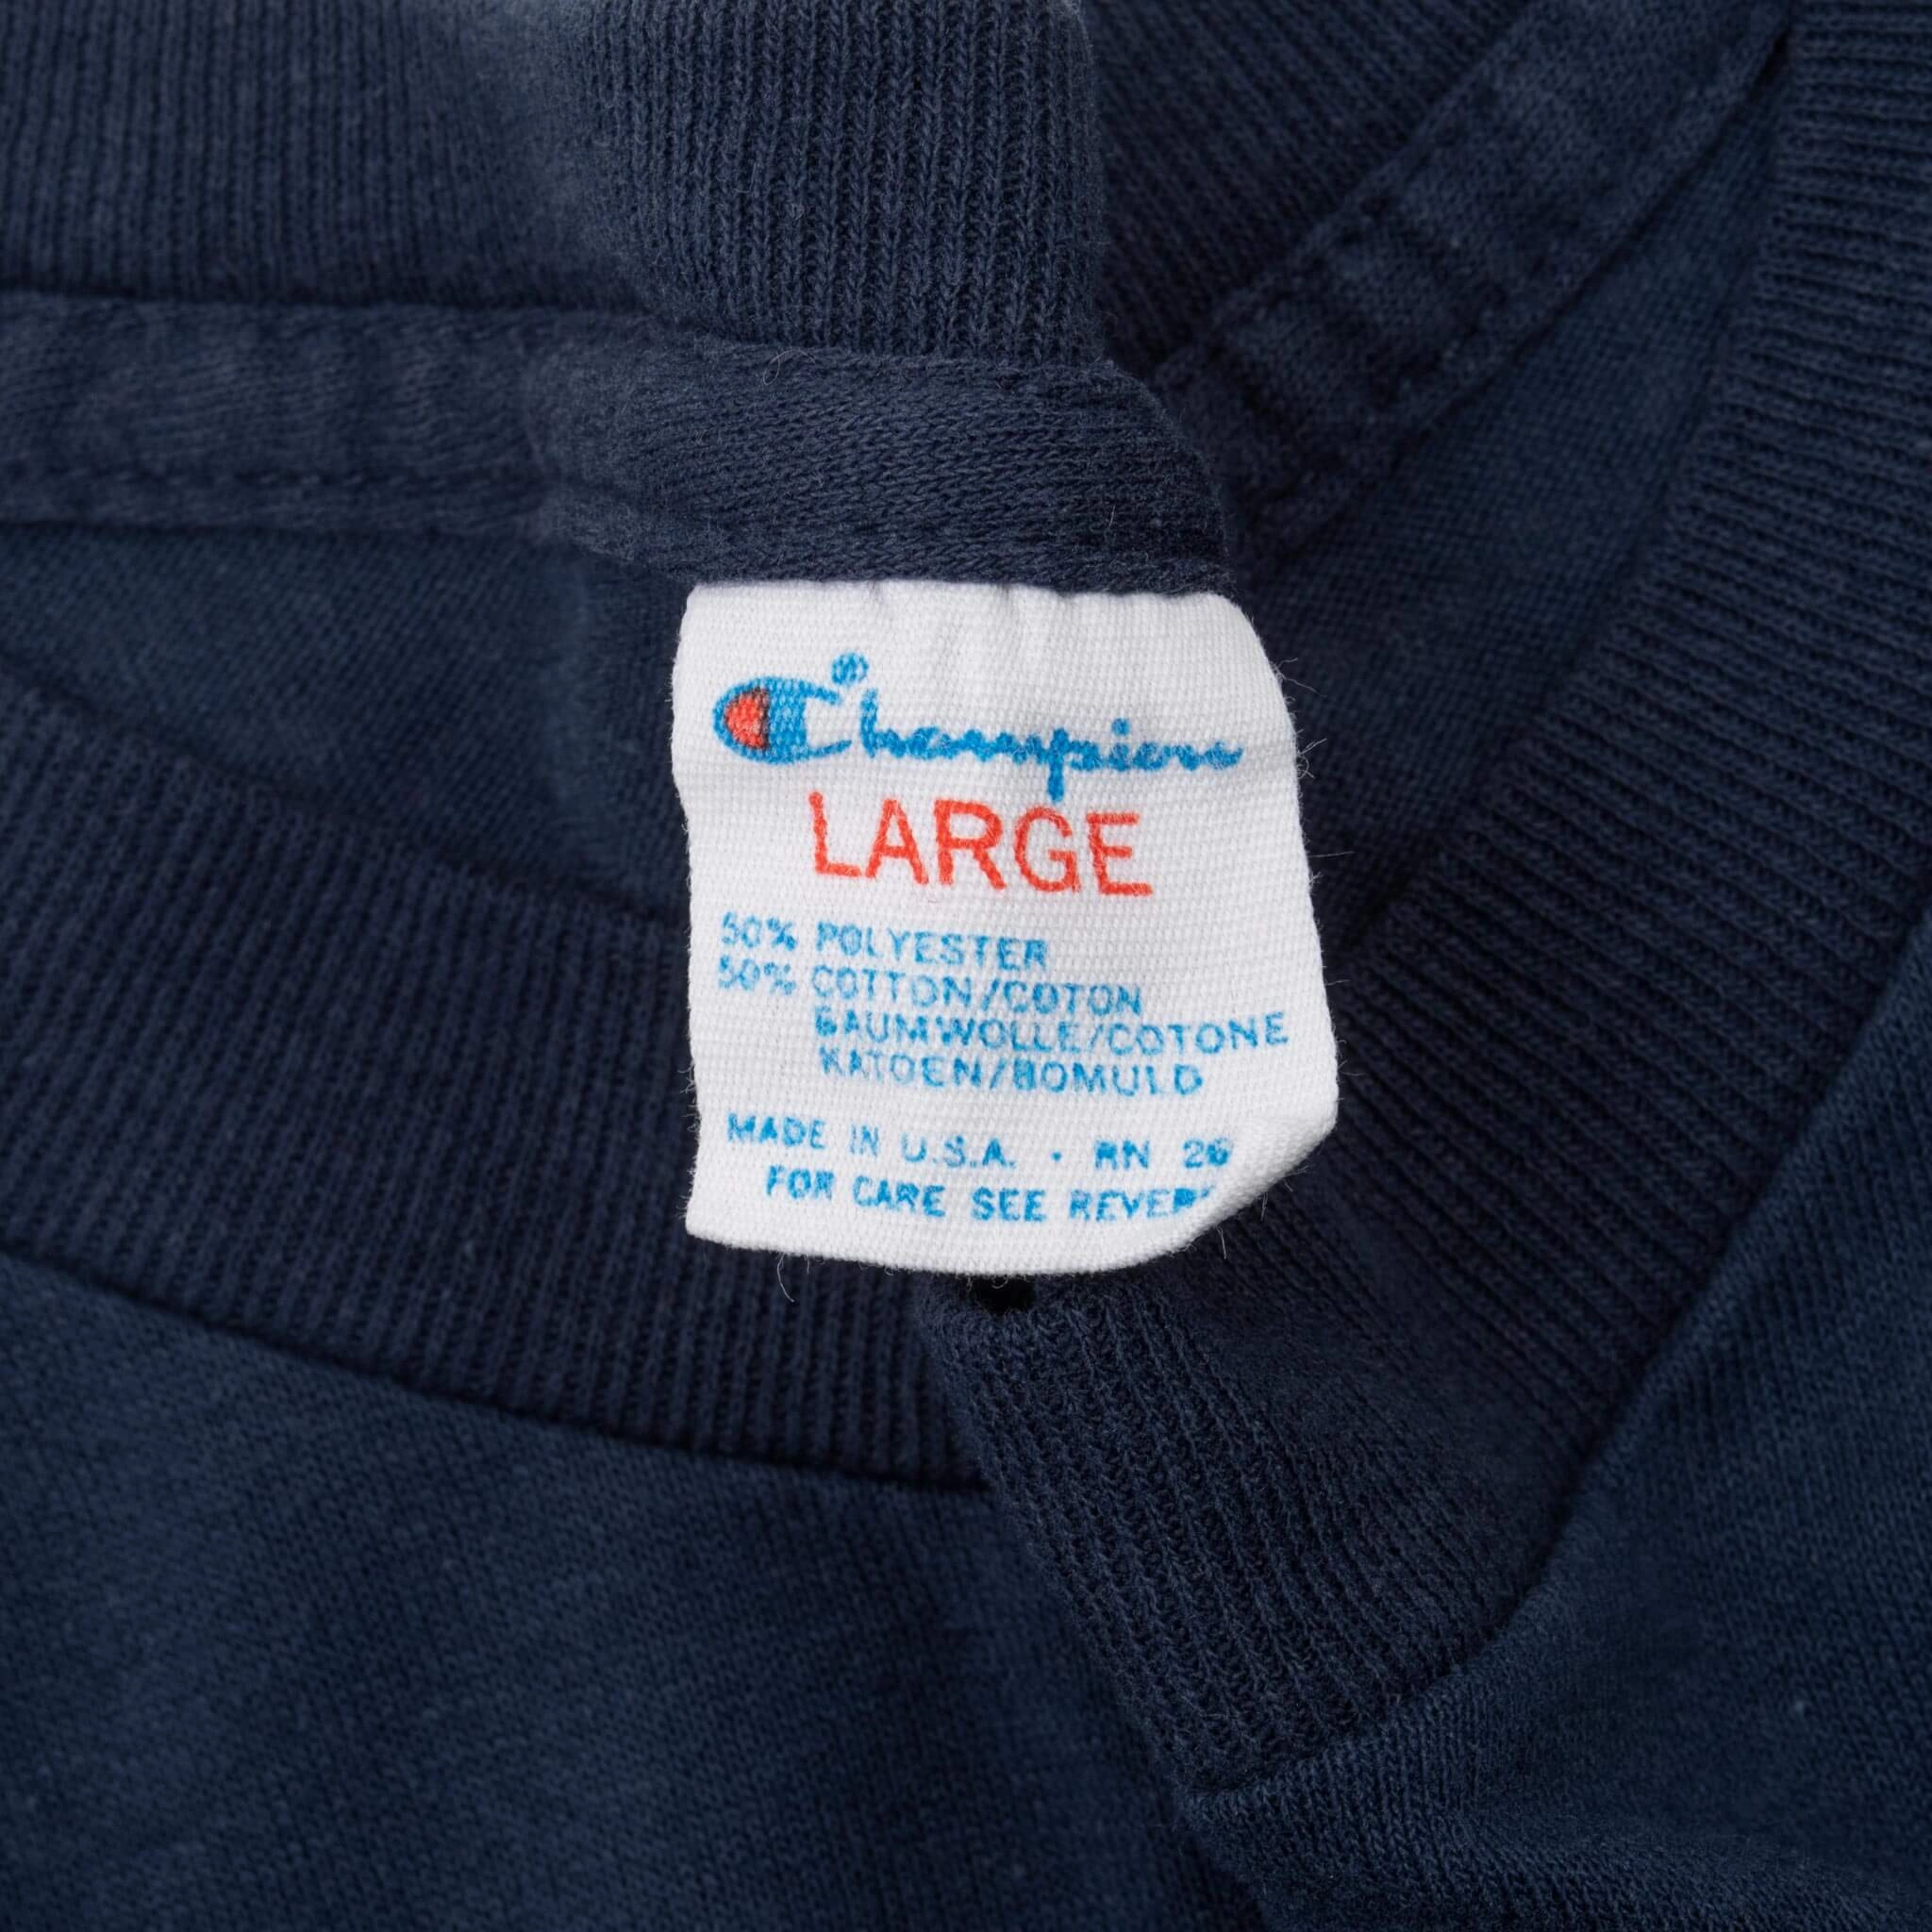 Champion®
LARGE
50% POLYESTER
50% COTTON/COTON
BAUMWOLLE/COTONE
KATOEN/BOMULD
MADE IN U.S.A. · RN 26
FOR CARE SEE REVER